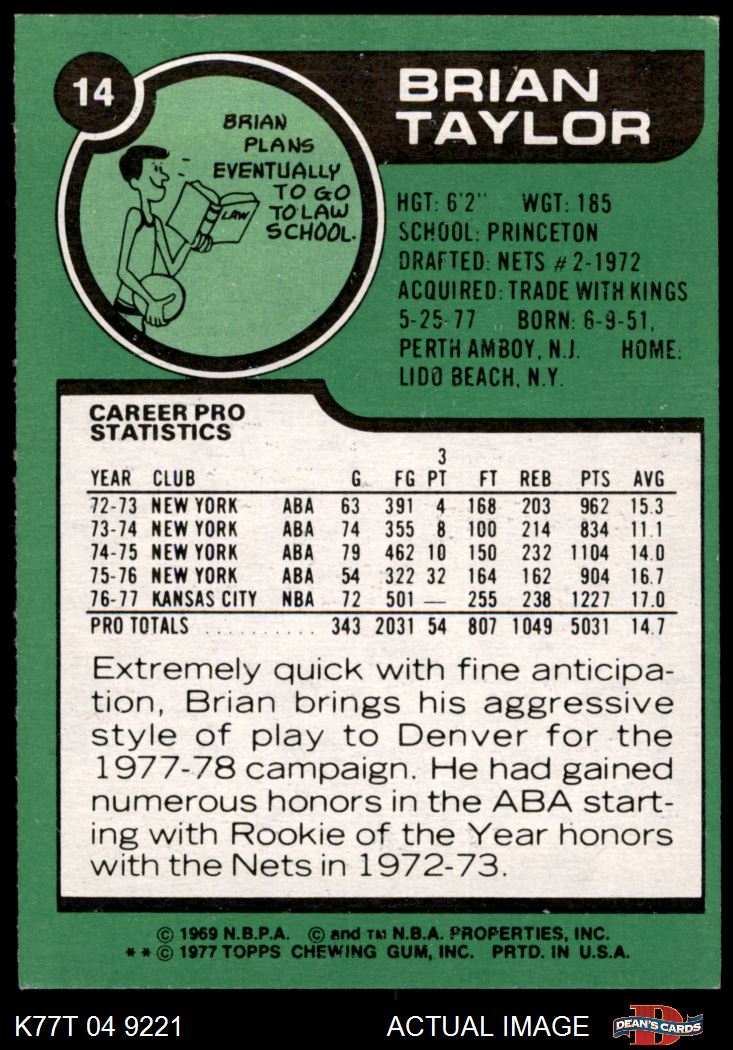 14
BRIAN
PLANS
EVENTUALLY
TO GO
TO LAW
SCHOOL.
LAW
BRIAN
TAYLOR
HGT: 6'2" WGT: 185
SCHOOL: PRINCETON
DRAFTED: NETS #2-1972
ACQUIRED: TRADE WITH KINGS
5-25-77 BORN: 6-9-51,
PERTH AMBOY, N.J. HOME:
LIDO BEACH, N.Y.
CAREER PRO
STATISTICS
3
YEAR CLUB G FG PT FT REB PTS AVG
72-73 NEW YORK ABA 63 391 4 168 203 962 15.3
73-74 NEW YORK ABA 74 355 8 100 214 834 11.1
74-75 NEW YORK ABA 79 462 10 150 232 1104 14.0
75-76 NEW YORK ABA 54 322 32 164 162 904 16.7
76-77 KANSAS CITY NBA 72 501 — 255 238 1227 17.0
PRO TOTALS .......... 343 2031 54 807 1049 5031 14.7
Extremely quick with fine anticipa-
tion, Brian brings his aggressive
style of play to Denver for the
1977-78 campaign. He had gained
numerous honors in the ABA start-
ing with Rookie of the Year honors
with the Nets in 1972-73.
© 1969 N.B.P.A. © and TM N.B.A. PROPERTIES, INC.
**© 1977 TOPPS CHEWING GUM, INC. PRTD. IN U.S.A.
K77T 04 9221 ACTUAL IMAGE D DEAN'S CARDS